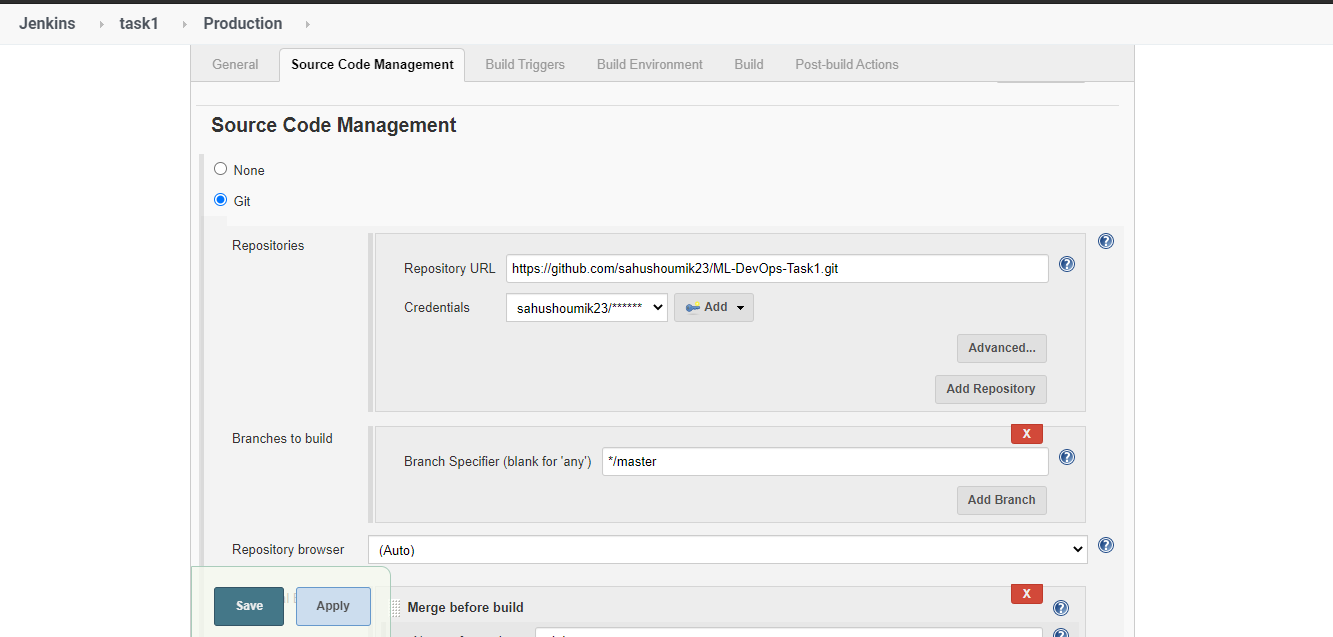 Jenkins task1 Production
General Source Code Management Build Triggers Build Environment Build Post-build Actions
Source Code Management
None
Git
Repositories
Repository URL https://github.com/sahushoumik23/ML-DevOps-Task1.git
Credentials sahushoumik23/****** Add
Advanced...
Add Repository
Branches to build
X
Branch Specifier (blank for 'any') */master
Add Branch
Repository browser (Auto)
X
Save Apply Merge before build